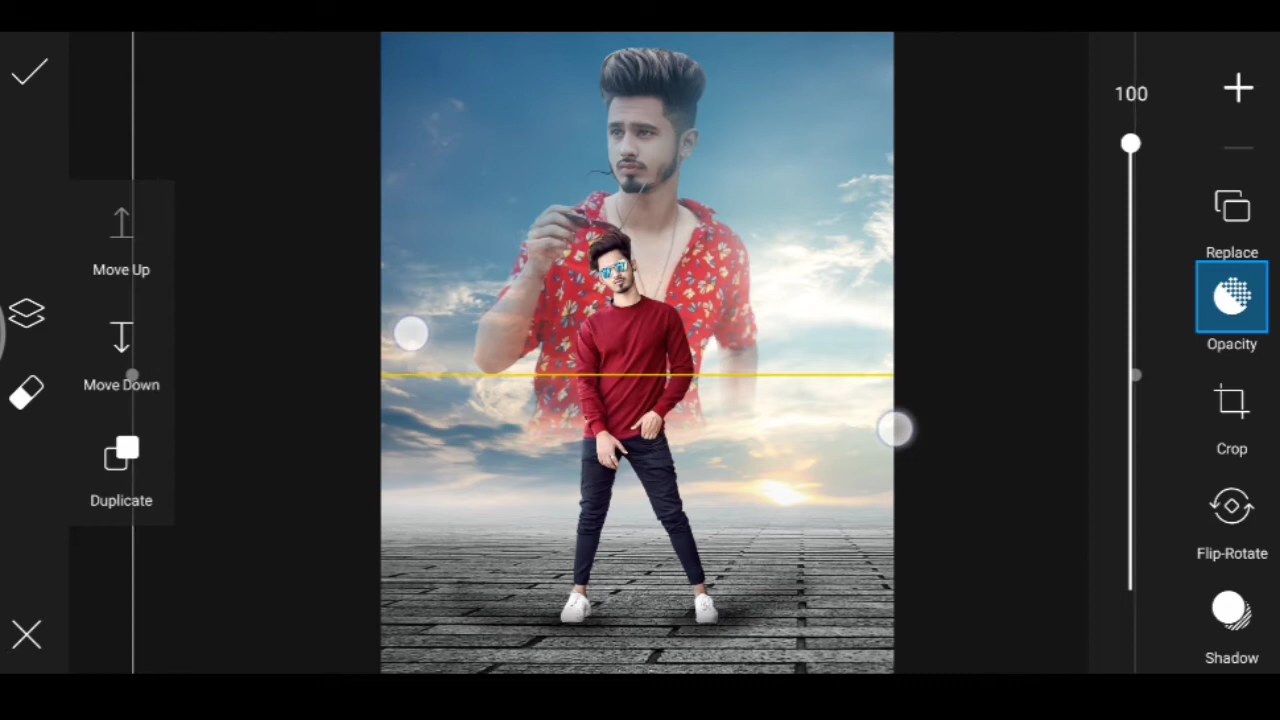 100
Move Up
Move Down
Duplicate
Replace
Opacity
Crop
Flip-Rotate
Shadow